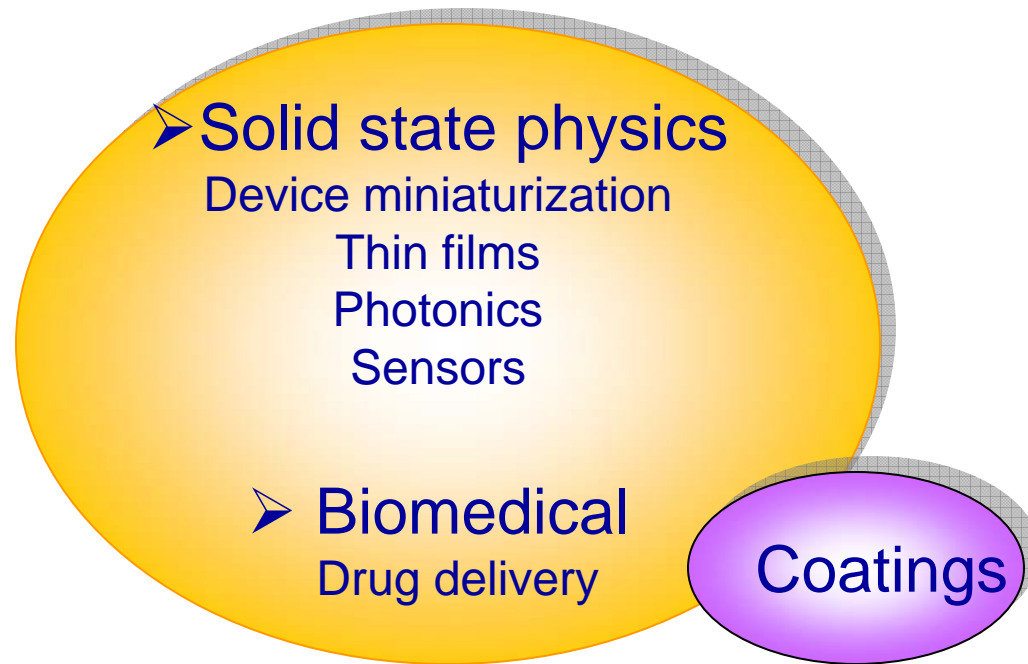 ➢Solid state physics
Device miniaturization
Thin films
Photonics
Sensors
➢ Biomedical
Drug delivery
Coatings